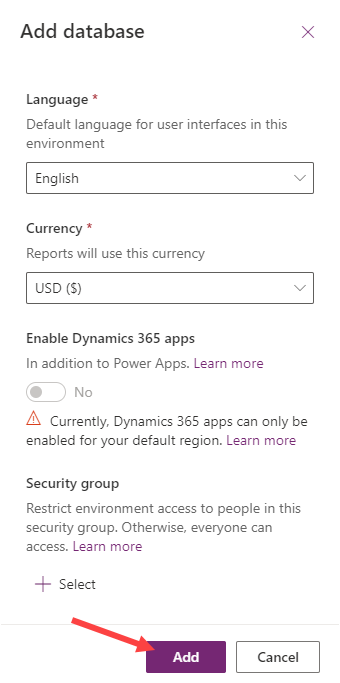 Add database
Language *
Default language for user interfaces in this
environment
English
Currency *
Reports will use this currency
USD ($)
Enable Dynamics 365 apps
In addition to Power Apps. Learn more
No
Currently, Dynamics 365 apps can only be
enabled for your default region. Learn more
Security group
Restrict environment access to people in this
security group. Otherwise, everyone can
access. Learn more
Select
Add
Cancel